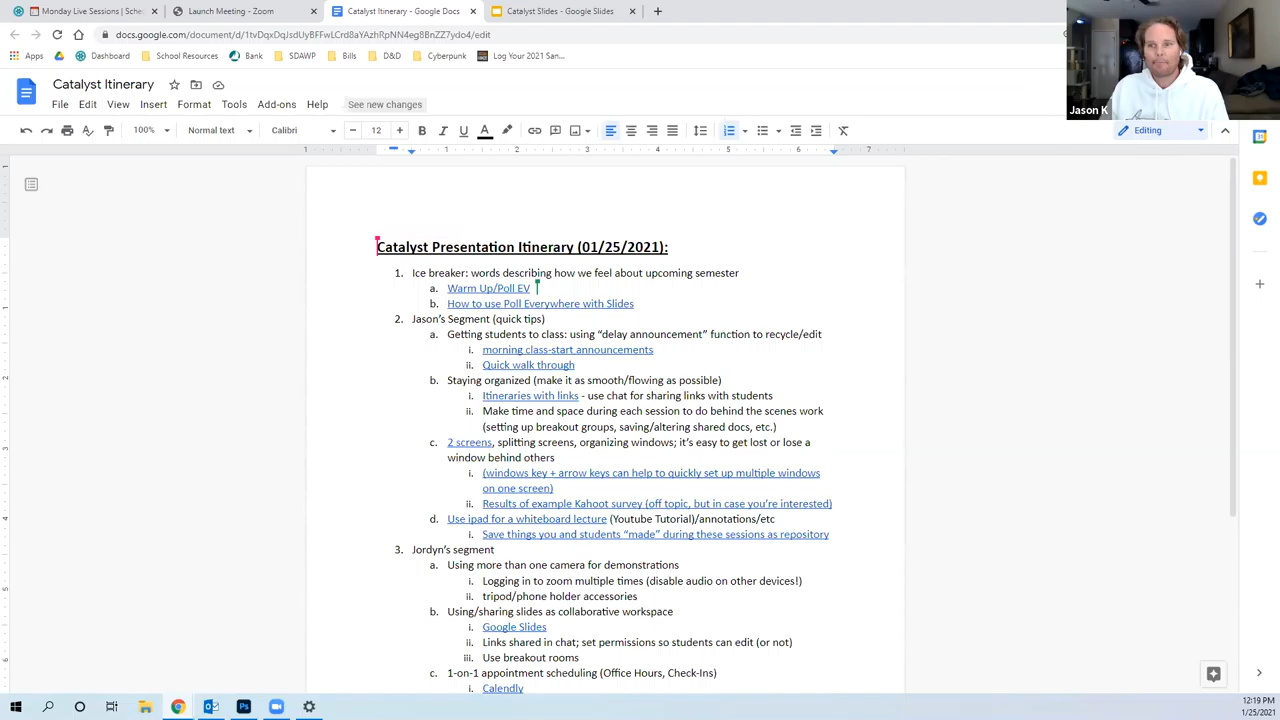 Monday Live Sessions | Sche
Launch Meeting - Zoom
Catalyst Itinerary - Google Docs
Catalyst Slides - Google Slides
docs.google.com/document/d/1tvDqxDqJsdUyBFFwLCrd8aYAzhRpNN4eg8BnZZ7ydo4/edit
Apps
Dashboard
School Resources
Bank
SDAWP
Bills
D&D
Cyberpunk
Log Your 2021 San...
Catalyst Itinerary
File Edit View Insert Format Tools Add-ons Help See new changes
Jason K
100% Normal text Calibri 12 Editing
1 1 2 3 4 5 6 7
Catalyst Presentation Itinerary (01/25/2021):
1. Ice breaker: words describing how we feel about upcoming semester
a. Warm Up/Poll EV
b. How to use Poll Everywhere with Slides
2. Jason's Segment (quick tips)
a. Getting students to class: using "delay announcement" function to recycle/edit
i. morning class-start announcements
ii. Quick walk through
b. Staying organized (make it as smooth/flowing as possible)
i. Itineraries with links - use chat for sharing links with students
ii. Make time and space during each session to do behind the scenes work
(setting up breakout groups, saving/altering shared docs, etc.)
c. 2 screens, splitting screens, organizing windows; it's easy to get lost or lose a
window behind others
i. (windows key + arrow keys can help to quickly set up multiple windows
on one screen)
ii. Results of example Kahoot survey (off topic, but in case you're interested)
d. Use ipad for a whiteboard lecture (Youtube Tutorial)/annotations/etc
i. Save things you and students "made" during these sessions as repository
3. Jordyn's segment
a. Using more than one camera for demonstrations
i. Logging in to zoom multiple times (disable audio on other devices!)
ii. tripod/phone holder accessories
b. Using/sharing slides as collaborative workspace
i. Google Slides
ii. Links shared in chat; set permissions so students can edit (or not)
iii. Use breakout rooms
c. 1-on-1 appointment scheduling (Office Hours, Check-Ins)
i. Calendly
12:19 PM
1/25/2021